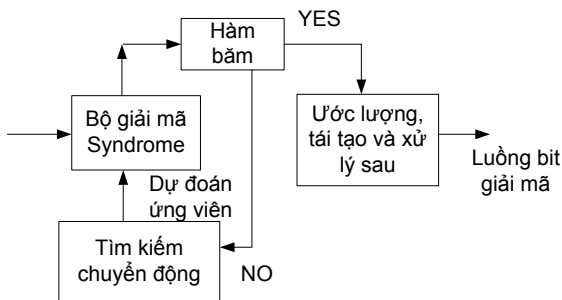 Hàm
băm
YES
Bộ giải mã
Syndrome
Ước lượng,
tái tạo và xử
lý sau
Luồng bit
giải mã
Dự đoán
ứng viên
Tìm kiếm
chuyển động
NO